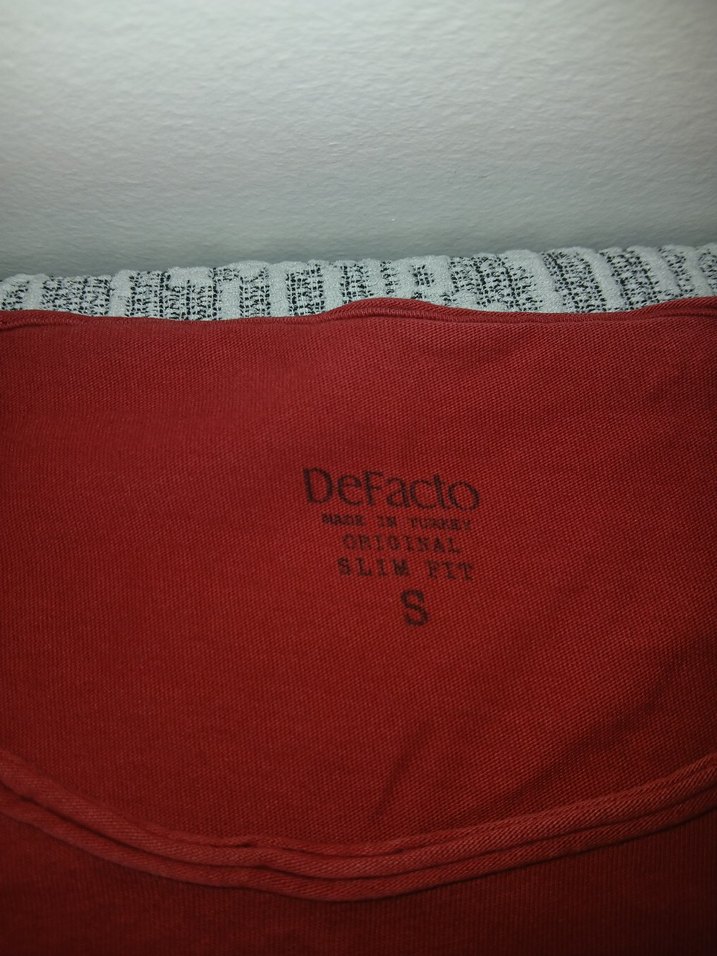 DeFacto
MADE IN TURKEY
ORIGINAL
SLIM FIT
S